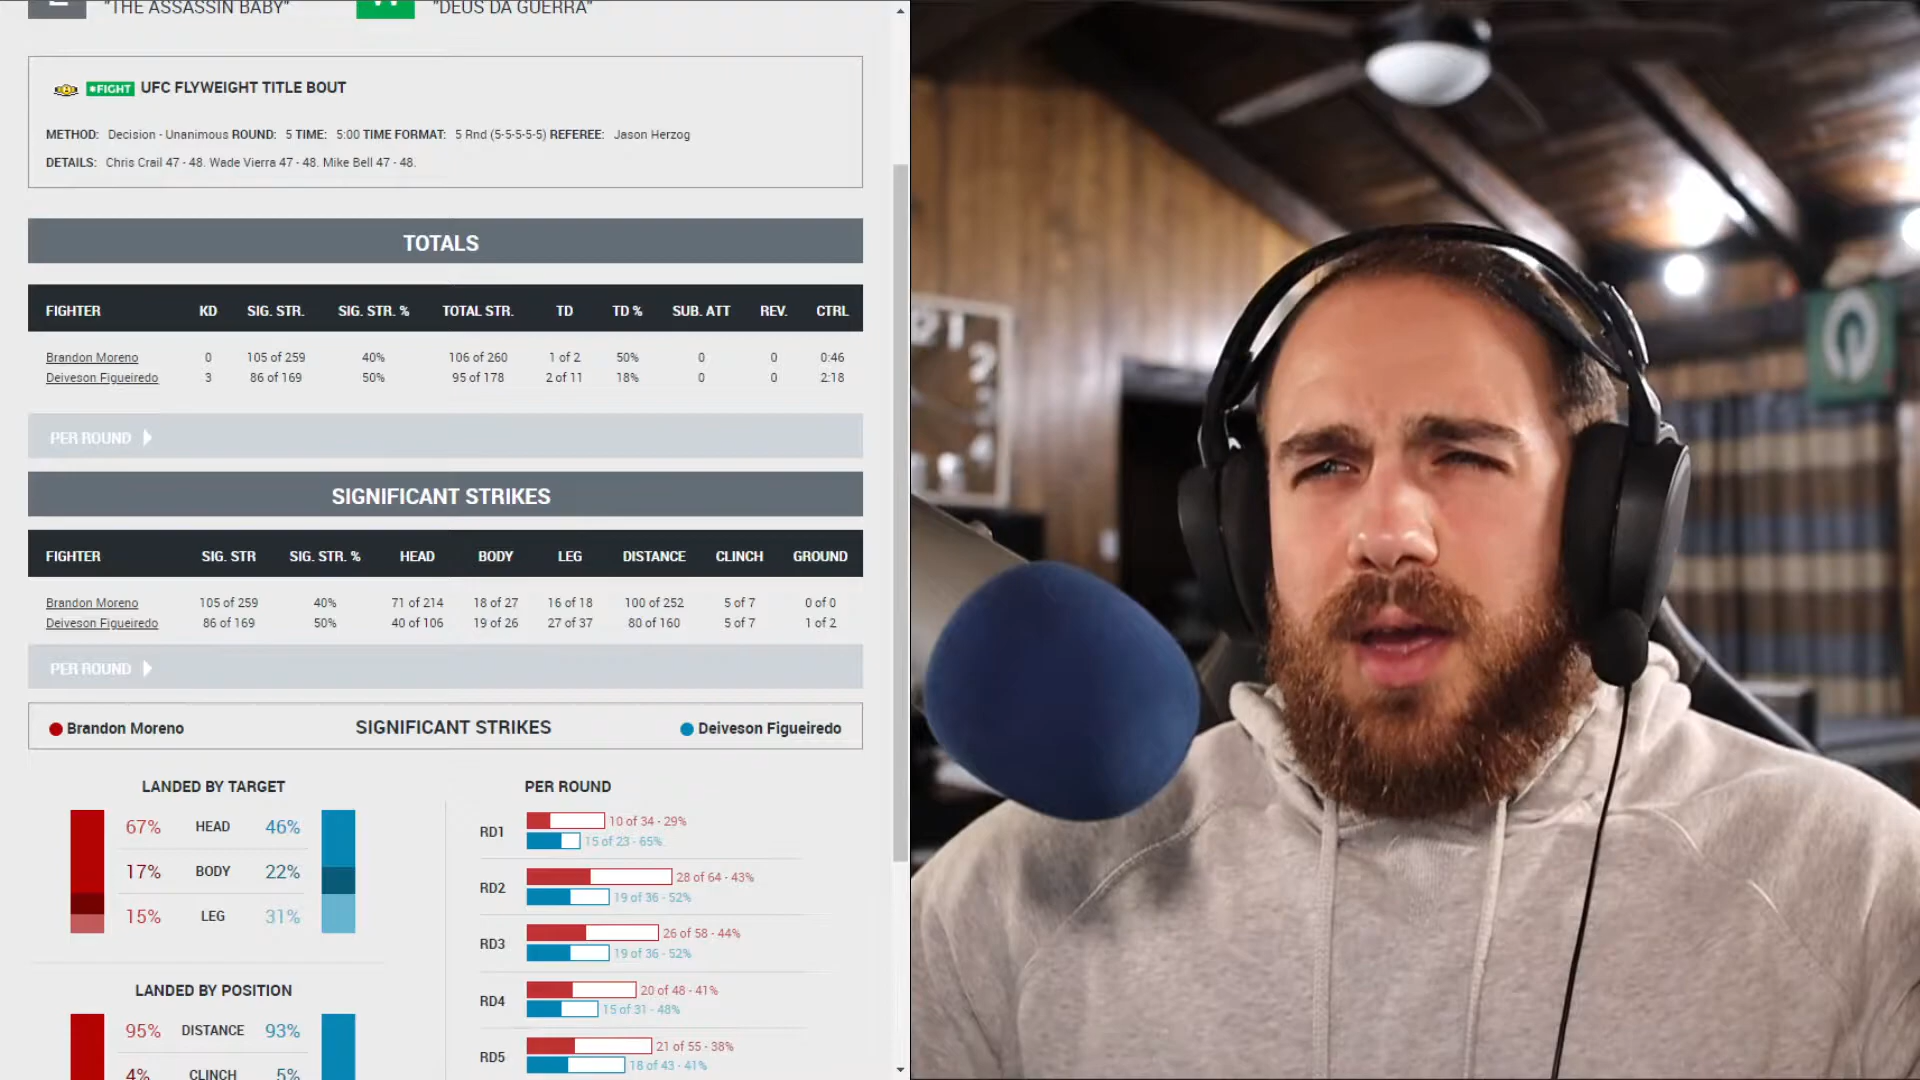 "THE ASSASSIN BABY" "DEUS DA GUERRA"
FIGHT UFC FLYWEIGHT TITLE BOUT
METHOD: Decision - Unanimous ROUND: 5 TIME: 5:00 TIME FORMAT: 5 Rnd (5-5-5-5-5) REFEREE: Jason Herzog
DETAILS: Chris Crail 47 - 48. Wade Vierra 47 - 48. Mike Bell 47 - 48.
TOTALS
FIGHTER KD SIG. STR. SIG. STR. % TOTAL STR. TD TD % SUB. ATT REV. CTRL
Brandon Moreno 0 105 of 259 40% 106 of 260 1 of 2 50% 0 0 0:46
Deiveson Figueiredo 3 86 of 169 50% 95 of 178 2 of 11 18% 0 0 2:18
PER ROUND
SIGNIFICANT STRIKES
FIGHTER SIG. STR SIG. STR. % HEAD BODY LEG DISTANCE CLINCH GROUND
Brandon Moreno 105 of 259 40% 71 of 214 18 of 27 16 of 18 100 of 252 5 of 7 0 of 0
Deiveson Figueiredo 86 of 169 50% 40 of 106 19 of 26 27 of 37 80 of 160 5 of 7 1 of 2
PER ROUND
Brandon Moreno SIGNIFICANT STRIKES Deiveson Figueiredo
LANDED BY TARGET
67% HEAD 46%
17% BODY 22%
15% LEG 31%
LANDED BY POSITION
95% DISTANCE 93%
4% CLINCH 5%
PER ROUND
RD1 10 of 34 - 29%
15 of 23 - 65%
RD2 28 of 64 - 43%
19 of 36 - 52%
RD3 26 of 58 - 44%
19 of 36 - 52%
RD4 20 of 48 - 41%
15 of 31 - 48%
RD5 21 of 55 - 38%
18 of 43 - 41%